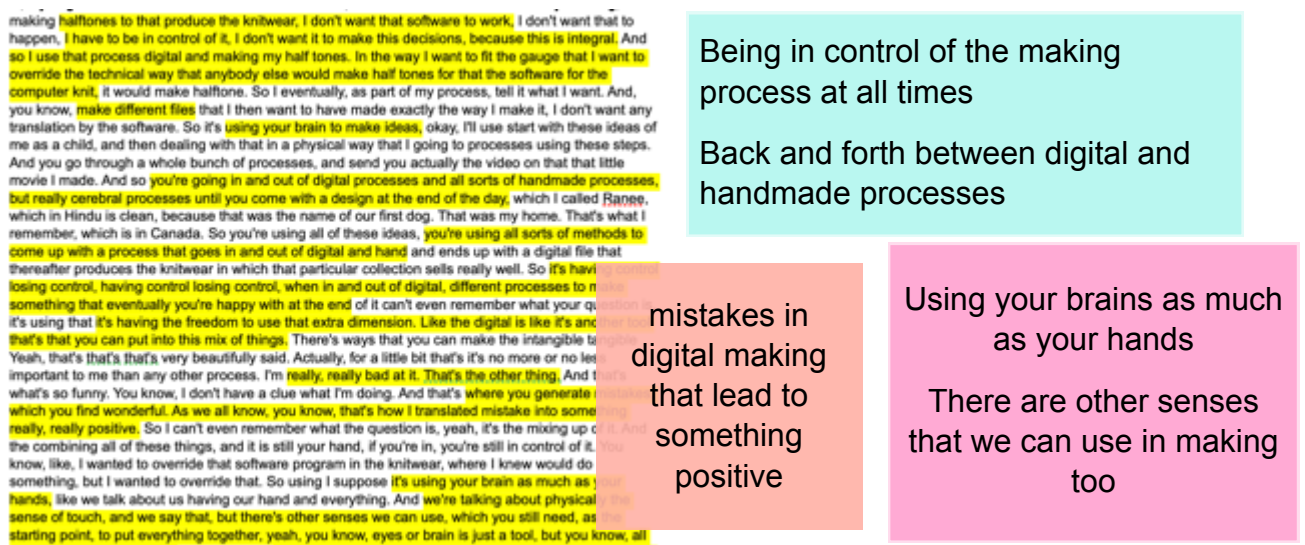 making halftones to that produce the knitwear, I don't want that software to work, I don't want that to
happen, I have to be in control of it, I don't want it to make this decisions, because this is integral. And
so I use that process digital and making my half tones. In the way I want to fit the gauge that I want to
override the technical way that anybody else would make half tones for that the software for the
computer knit, it would make halftone. So I eventually, as part of my process, tell it what I want. And,
you know, make different files that I then want to have made exactly the way I make it, I don't want any
translation by the software. So it's using your brain to make ideas, okay, I'll use start with these ideas of
me as a child, and then dealing with that in a physical way that I going to processes using these steps.
And you go through a whole bunch of processes, and send you actually the video on that that little
movie I made. And so you're going in and out of digital processes and all sorts of handmade processes,
but really cerebral processes until you come with a design at the end of the day, which I called Ranee,
which in Hindu is clean, because that was the name of our first dog. That was my home. That's what I
remember, which is in Canada. So you're using all of these ideas, you're using all sorts of methods to
come up with a process that goes in and out of digital and hand and ends up with a digital file that
thereafter produces the knitwear in which that particular collection sells really well. So it's having control
losing control, having control losing control, when in and out of digital, different processes to make
something that eventually you're happy with at the end of it can't even remember what your question is,
it's using that it's having the freedom to use that extra dimension. Like the digital is like it's another tool
that's that you can put into this mix of things. There's ways that you can make the intangible tangible
Yeah, that's that's that's very beautifully said. Actually, for a little bit that's it's no more or no less
important to me than any other process. I'm really, really bad at it. That's the other thing. And that's
what's so funny. You know, I don't have a clue what I'm doing. And that's where you generate mistakes
which you find wonderful. As we all know, you know, that's how I translated mistake into something
really, really positive. So I can't even remember what the question is, yeah, it's the mixing up of it. And
the combining all of these things, and it is still your hand, if you're in, you're still in control of it. You
know, like, I wanted to override that software program in the knitwear, where I knew would do
something, but I wanted to override that. So using I suppose it's using your brain as much as your
hands, like we talk about us having our hand and everything. And we're talking about physically the
sense of touch, and we say that, but there's other senses we can use, which you still need, as the
starting point, to put everything together, yeah, you know, eyes or brain is just a tool, but you know, all
Being in control of the making
process at all times
Back and forth between digital and
handmade processes
mistakes in
digital making
that lead to
something
positive
Using your brains as much
as your hands
There are other senses
that we can use in making
too